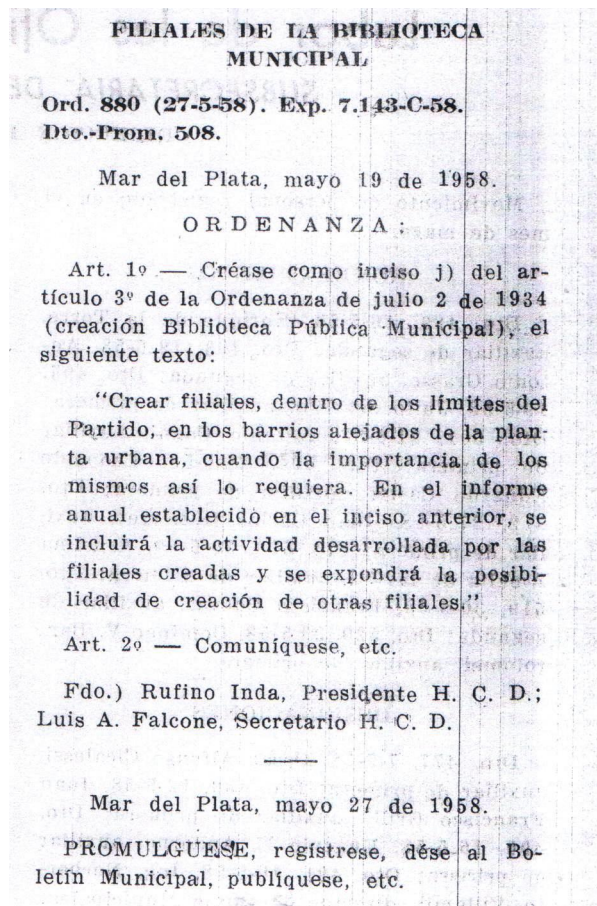 FILIALES DE LA BIBLIOTECA
MUNICIPAL
Ord. 880 (27-5-58). Exp. 7.143-C-58.
Dto.-Prom. 508.
Mar del Plata, mayo 19 de 1958.
ORDENANZA:
Art. 1º — Créase como inciso j) del ar-
tículo 3º de la Ordenanza de julio 2 de 1934
(creación Biblioteca Pública Municipal), el
siguiente texto:
"Crear filiales, dentro de los límites del
Partido, en los barrios alejados de la plan-
ta urbana, cuando la importancia de los
mismos así lo requiera. En el informe
anual establecido en el inciso anterior, se
incluirá la actividad desarrollada por las
filiales creadas y se expondrá la posibi-
lidad de creación de otras filiales."
Art. 2º — Comuníquese, etc.
Fdo.) Rufino Inda, Presidente H. C. D.;
Luis A. Falcone, Secretario H. C. D.
Mar del Plata, mayo 27 de 1958.
PROMULGUESE, regístrese, dése al Bo-
letín Municipal, publíquese, etc.